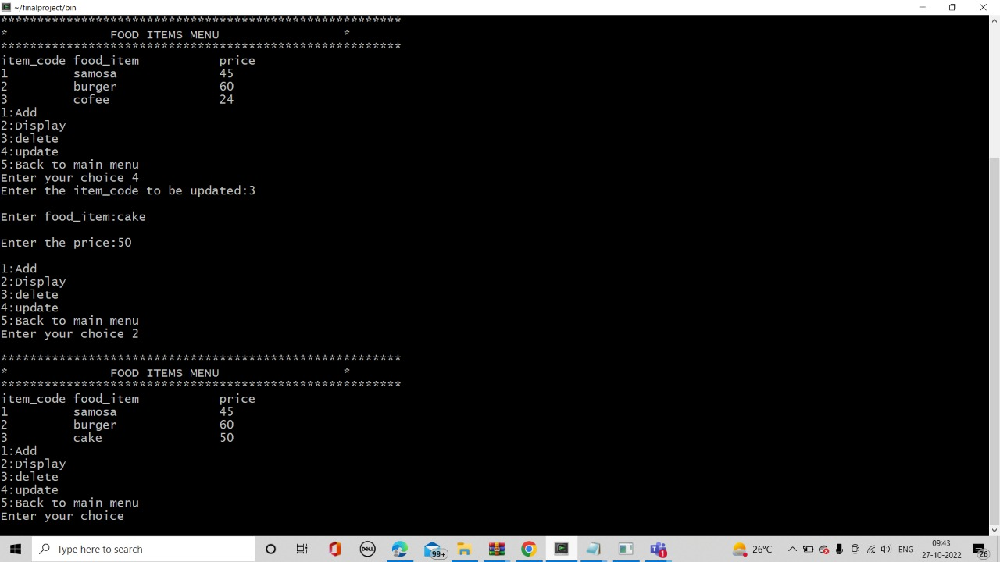 ~/finalproject/bin
*******************************************************
*              FOOD ITEMS MENU                 *
*******************************************************
item_code food_item           price
1         samosa              45
2         burger              60
3         cofee               24
1:Add
2:Display
3:delete
4:update
5:Back to main menu
Enter your choice 4
Enter the item_code to be updated:3
Enter food_item:cake
Enter the price:50
1:Add
2:Display
3:delete
4:update
5:Back to main menu
Enter your choice 2
*******************************************************
*              FOOD ITEMS MENU                 *
*******************************************************
item_code food_item           price
1         samosa              45
2         burger              60
3         cake                50
1:Add
2:Display
3:delete
4:update
5:Back to main menu
Enter your choice
Type here to search
DELL
99+
1
26°C
ENG
09:43
27-10-2022
26